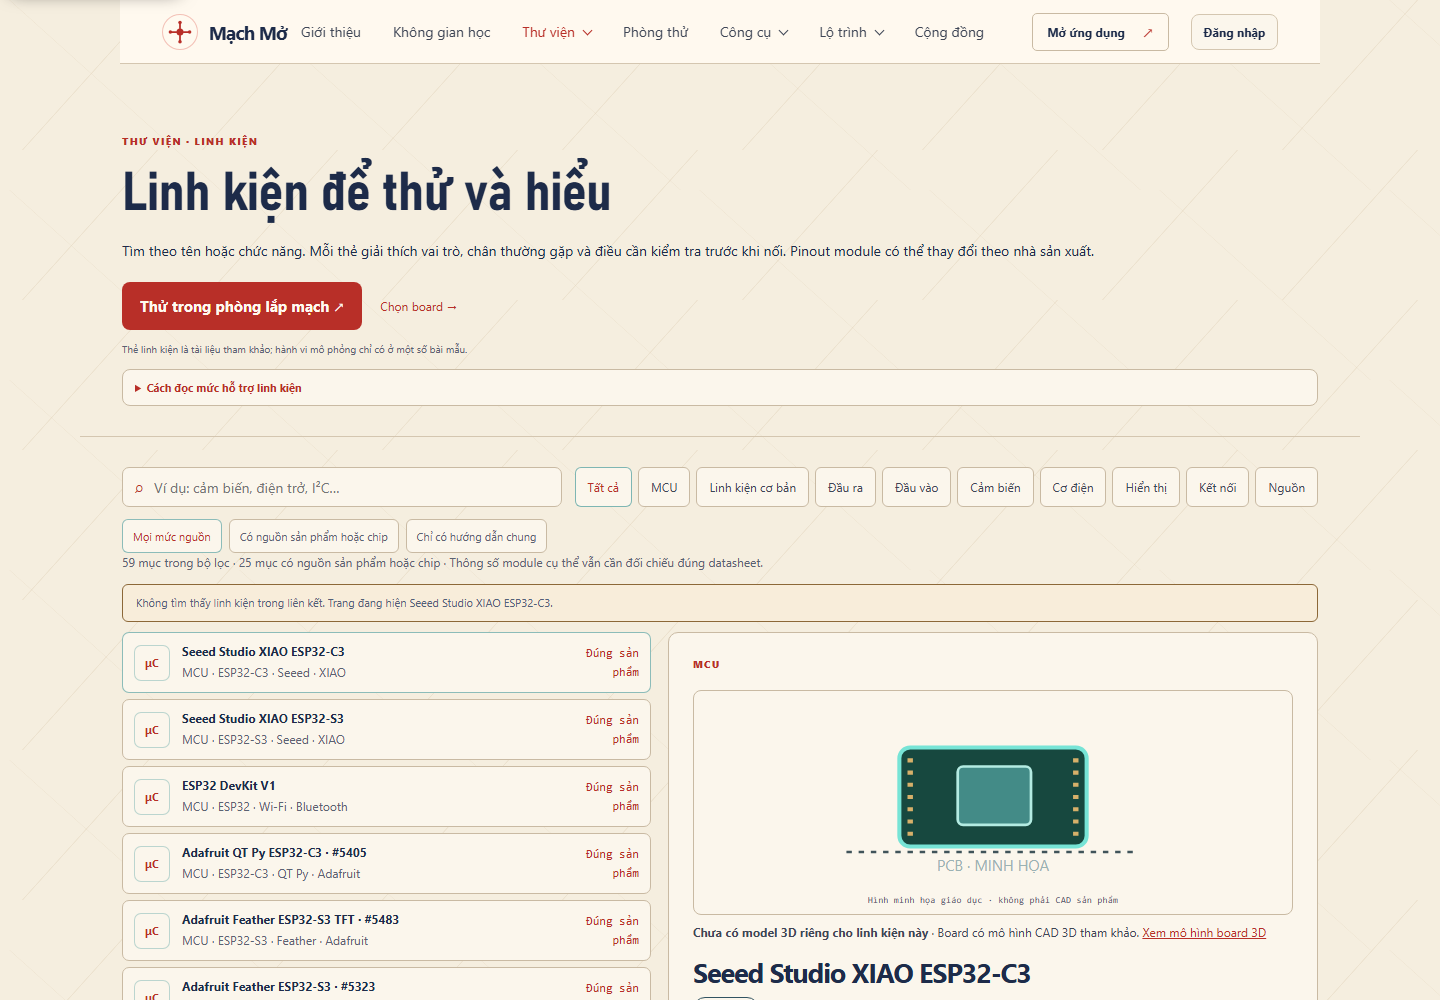 Mạch Mở
Giới thiệu
Không gian học
Thư viện
Phòng thử
Công cụ
Lộ trình
Cộng đồng
Mở ứng dụng ↗
Đăng nhập
THƯ VIỆN · LINH KIỆN
Linh kiện để thử và hiểu
Tìm theo tên hoặc chức năng. Mỗi thẻ giải thích vai trò, chân thường gặp và điều cần kiểm tra trước khi nối. Pinout module có thể thay đổi theo nhà sản xuất.
Thử trong phòng lắp mạch ↗
Chọn board →
Thẻ linh kiện là tài liệu tham khảo; hành vi mô phỏng chỉ có ở một số bài mẫu.
▶ Cách đọc mức hỗ trợ linh kiện
Ví dụ: cảm biến, điện trở, I²C...
Tất cả
MCU
Linh kiện cơ bản
Đầu ra
Đầu vào
Cảm biến
Cơ điện
Hiển thị
Kết nối
Nguồn
Mọi mức nguồn
Có nguồn sản phẩm hoặc chip
Chỉ có hướng dẫn chung
59 mục trong bộ lọc · 25 mục có nguồn sản phẩm hoặc chip · Thông số module cụ thể vẫn cần đối chiếu đúng datasheet.
Không tìm thấy linh kiện trong liên kết. Trang đang hiện Seeed Studio XIAO ESP32-C3.
µC
Seeed Studio XIAO ESP32-C3
MCU · ESP32-C3 · Seeed · XIAO
Đúng sản
phẩm
µC
Seeed Studio XIAO ESP32-S3
MCU · ESP32-S3 · Seeed · XIAO
Đúng sản
phẩm
µC
ESP32 DevKit V1
MCU · ESP32 · Wi-Fi · Bluetooth
Đúng sản
phẩm
µC
Adafruit QT Py ESP32-C3 · #5405
MCU · ESP32-C3 · QT Py · Adafruit
Đúng sản
phẩm
µC
Adafruit Feather ESP32-S3 TFT · #5483
MCU · ESP32-S3 · Feather · Adafruit
Đúng sản
phẩm
µC
Adafruit Feather ESP32-S3 · #5323
Đúng sản
MCU
PCB · MINH HỌA
Hình minh họa giáo dục · không phải CAD sản phẩm
Chưa có model 3D riêng cho linh kiện này · Board có mô hình CAD 3D tham khảo. Xem mô hình board 3D
Seeed Studio XIAO ESP32-C3